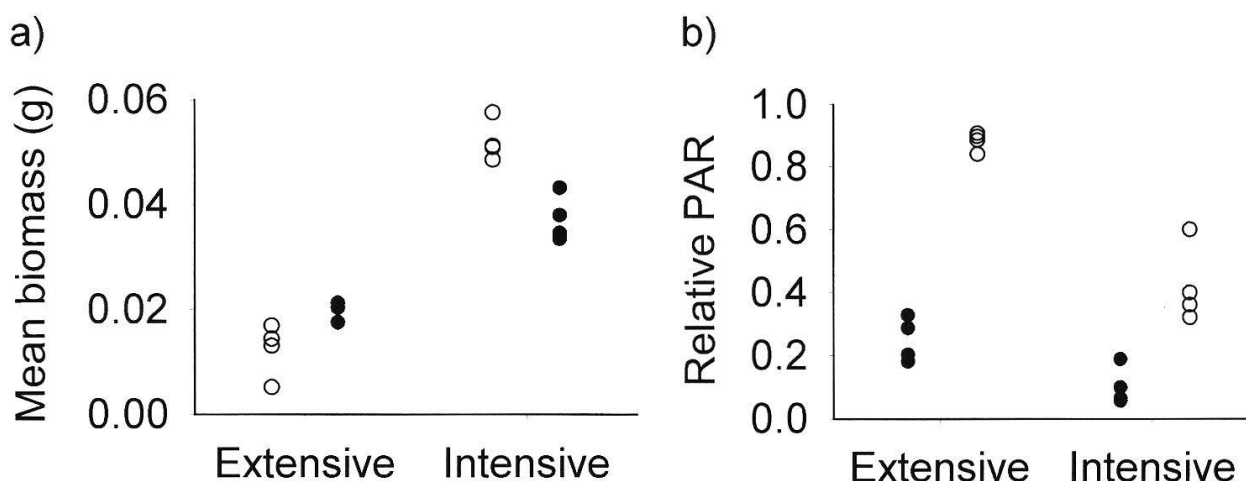 a)
Mean biomass (g)
0.06
0.04
0.02
0.00
Extensive
Intensive
b)
Relative PAR
1.0
0.8
0.6
0.4
0.2
0.0
Extensive
Intensive